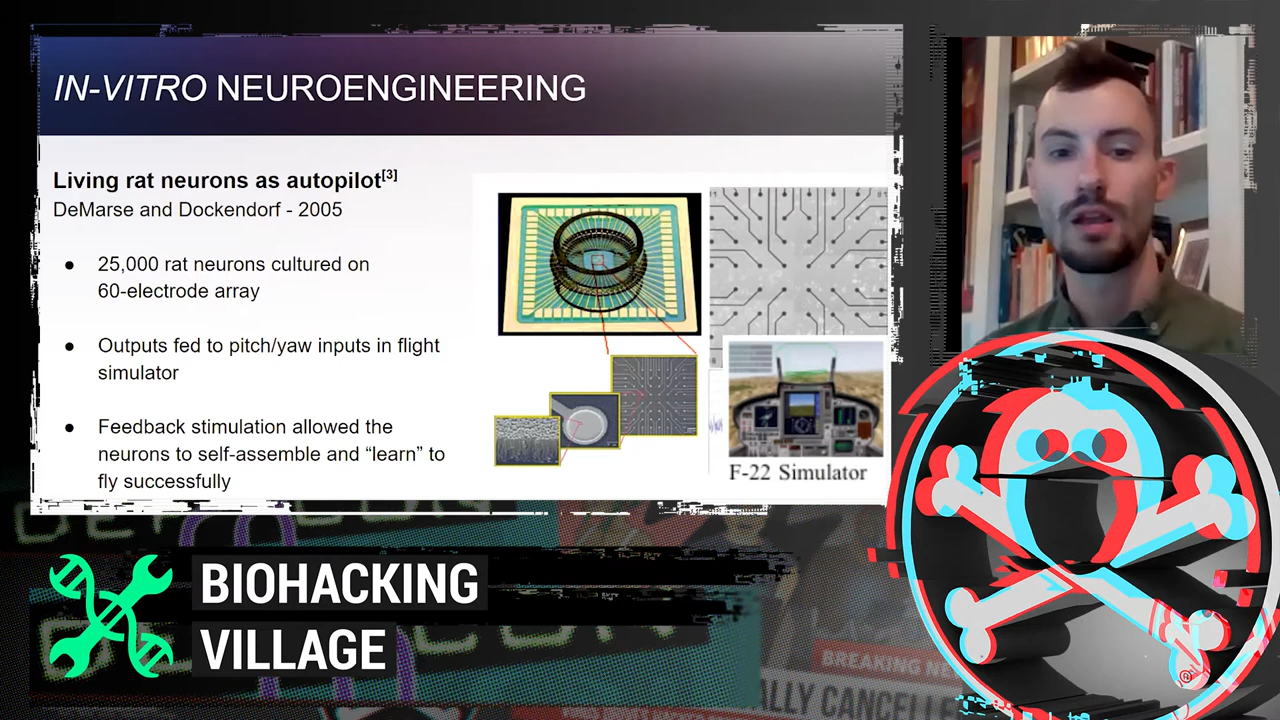 IN-VITRO NEUROENGINEERING
Living rat neurons as autopilot[3]
DeMarse and Dockendorf - 2005
● 25,000 rat neurons cultured on
60-electrode array
● Outputs fed to pitch/yaw inputs in flight
simulator
● Feedback stimulation allowed the
neurons to self-assemble and “learn” to
fly successfully
F-22 Simulator
BIOHACKING
VILLAGE
BREAKING NE
ALLY CANCELLE
®